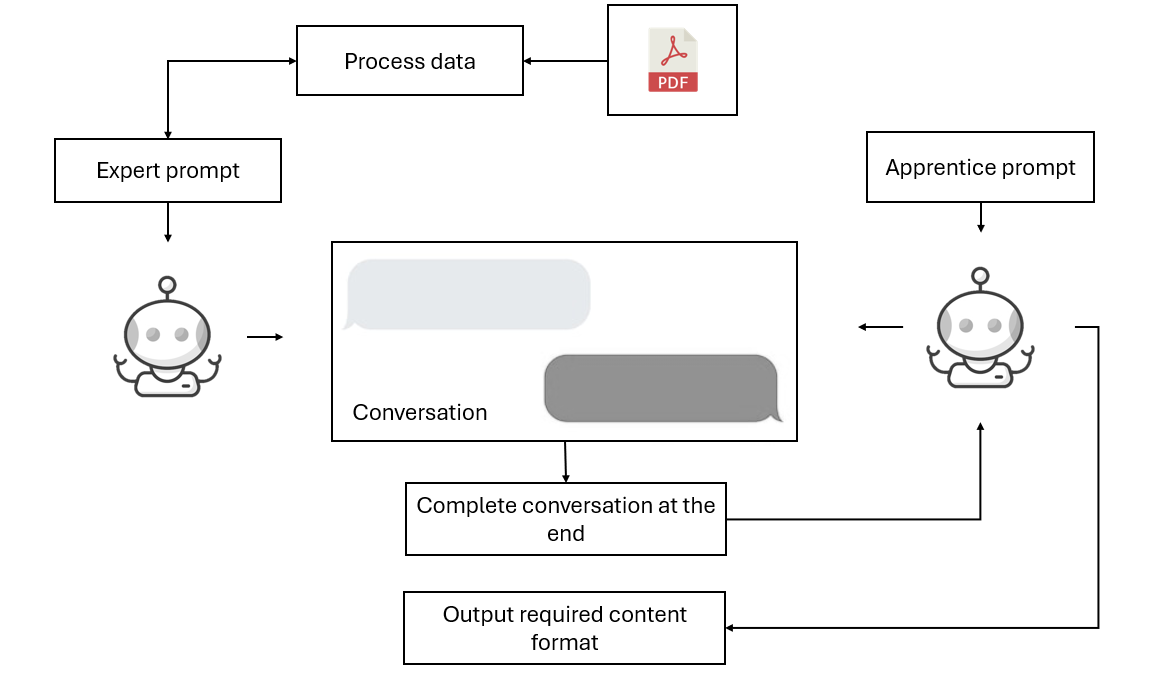 Process data
PDF
Expert prompt
Apprentice prompt
Conversation
Complete conversation at the
end
Output required content
format